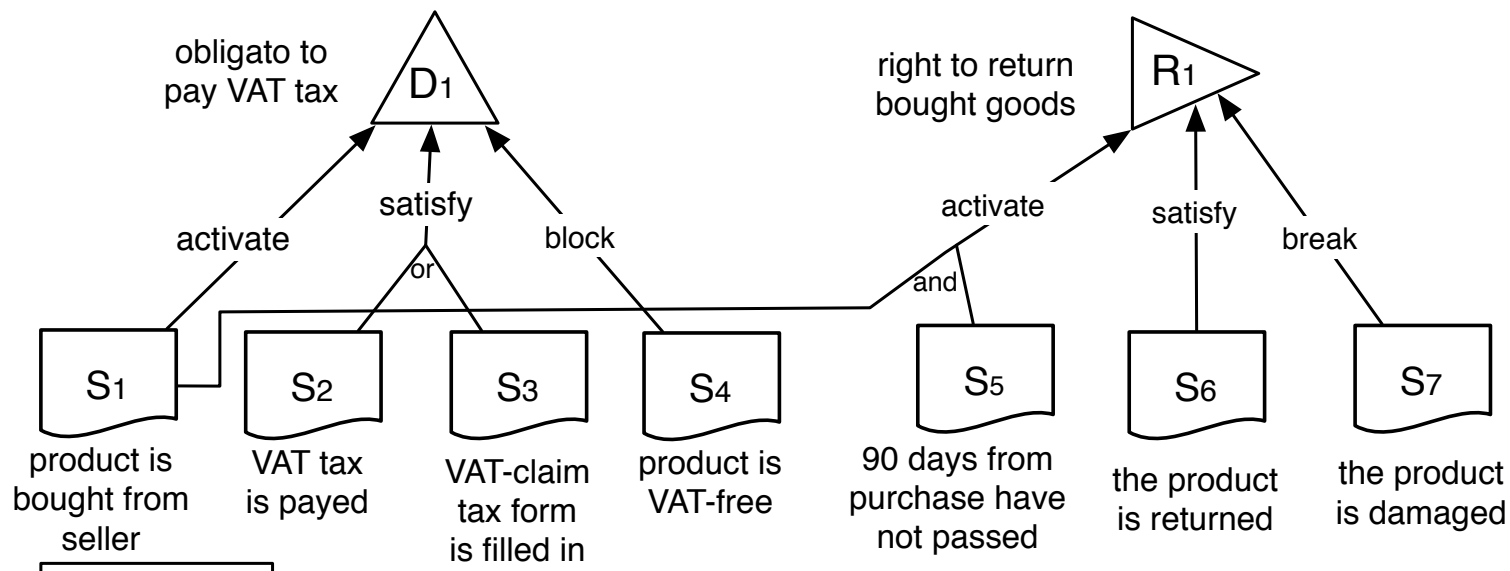 obligato to
pay VAT tax
D1
right to return
bought goods
R1
activate
satisfy
block
or
activate
satisfy
break
and
S1
S2
S3
S4
S5
S6
S7
product is
bought from
seller
VAT tax
is payed
VAT-claim
tax form
is filled in
product is
VAT-free
90 days from
purchase have
not passed
the product
is returned
the product
is damaged